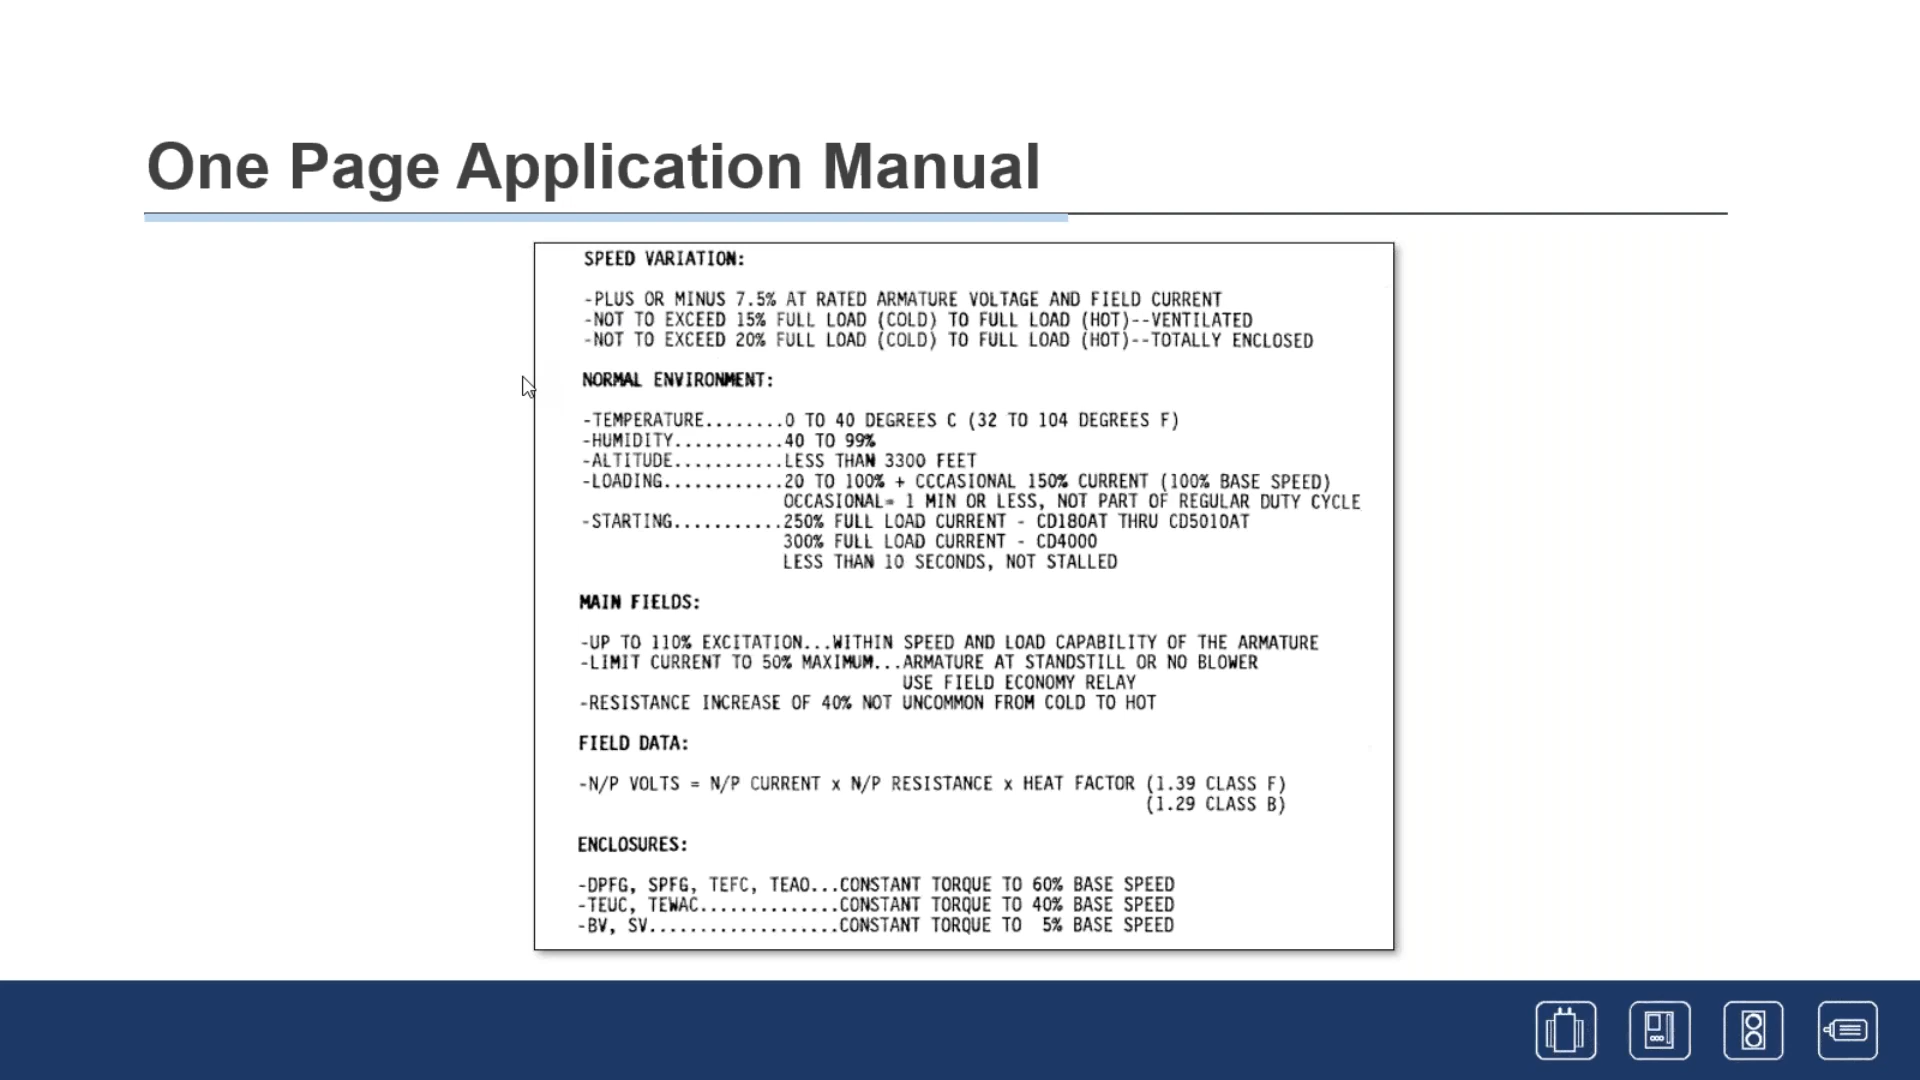 One Page Application Manual
SPEED VARIATION:
-PLUS OR MINUS 7.5% AT RATED ARMATURE VOLTAGE AND FIELD CURRENT
-NOT TO EXCEED 15% FULL LOAD (COLD) TO FULL LOAD (HOT)--VENTILATED
-NOT TO EXCEED 20% FULL LOAD (COLD) TO FULL LOAD (HOT)--TOTALLY ENCLOSED
NORMAL ENVIRONMENT:
-TEMPERATURE........0 TO 40 DEGREES C (32 TO 104 DEGREES F)
-HUMIDITY...........40 TO 99%
-ALTITUDE...........LESS THAN 3300 FEET
-LOADING............20 TO 100% + CCCASIONAL 150% CURRENT (100% BASE SPEED)
OCCASIONAL= 1 MIN OR LESS, NOT PART OF REGULAR DUTY CYCLE
-STARTING...........250% FULL LOAD CURRENT - CD180AT THRU CD5010AT
300% FULL LOAD CURRENT - CD4000
LESS THAN 10 SECONDS, NOT STALLED
MAIN FIELDS:
-UP TO 110% EXCITATION...WITHIN SPEED AND LOAD CAPABILITY OF THE ARMATURE
-LIMIT CURRENT TO 50% MAXIMUM...ARMATURE AT STANDSTILL OR NO BLOWER
USE FIELD ECONOMY RELAY
-RESISTANCE INCREASE OF 40% NOT UNCOMMON FROM COLD TO HOT
FIELD DATA:
-N/P VOLTS = N/P CURRENT x N/P RESISTANCE x HEAT FACTOR (1.39 CLASS F)
(1.29 CLASS B)
ENCLOSURES:
-DPFG, SPFG, TEFC, TEAO...CONSTANT TORQUE TO 60% BASE SPEED
-TEUC, TEWAC..............CONSTANT TORQUE TO 40% BASE SPEED
-BV, SV...................CONSTANT TORQUE TO 5% BASE SPEED